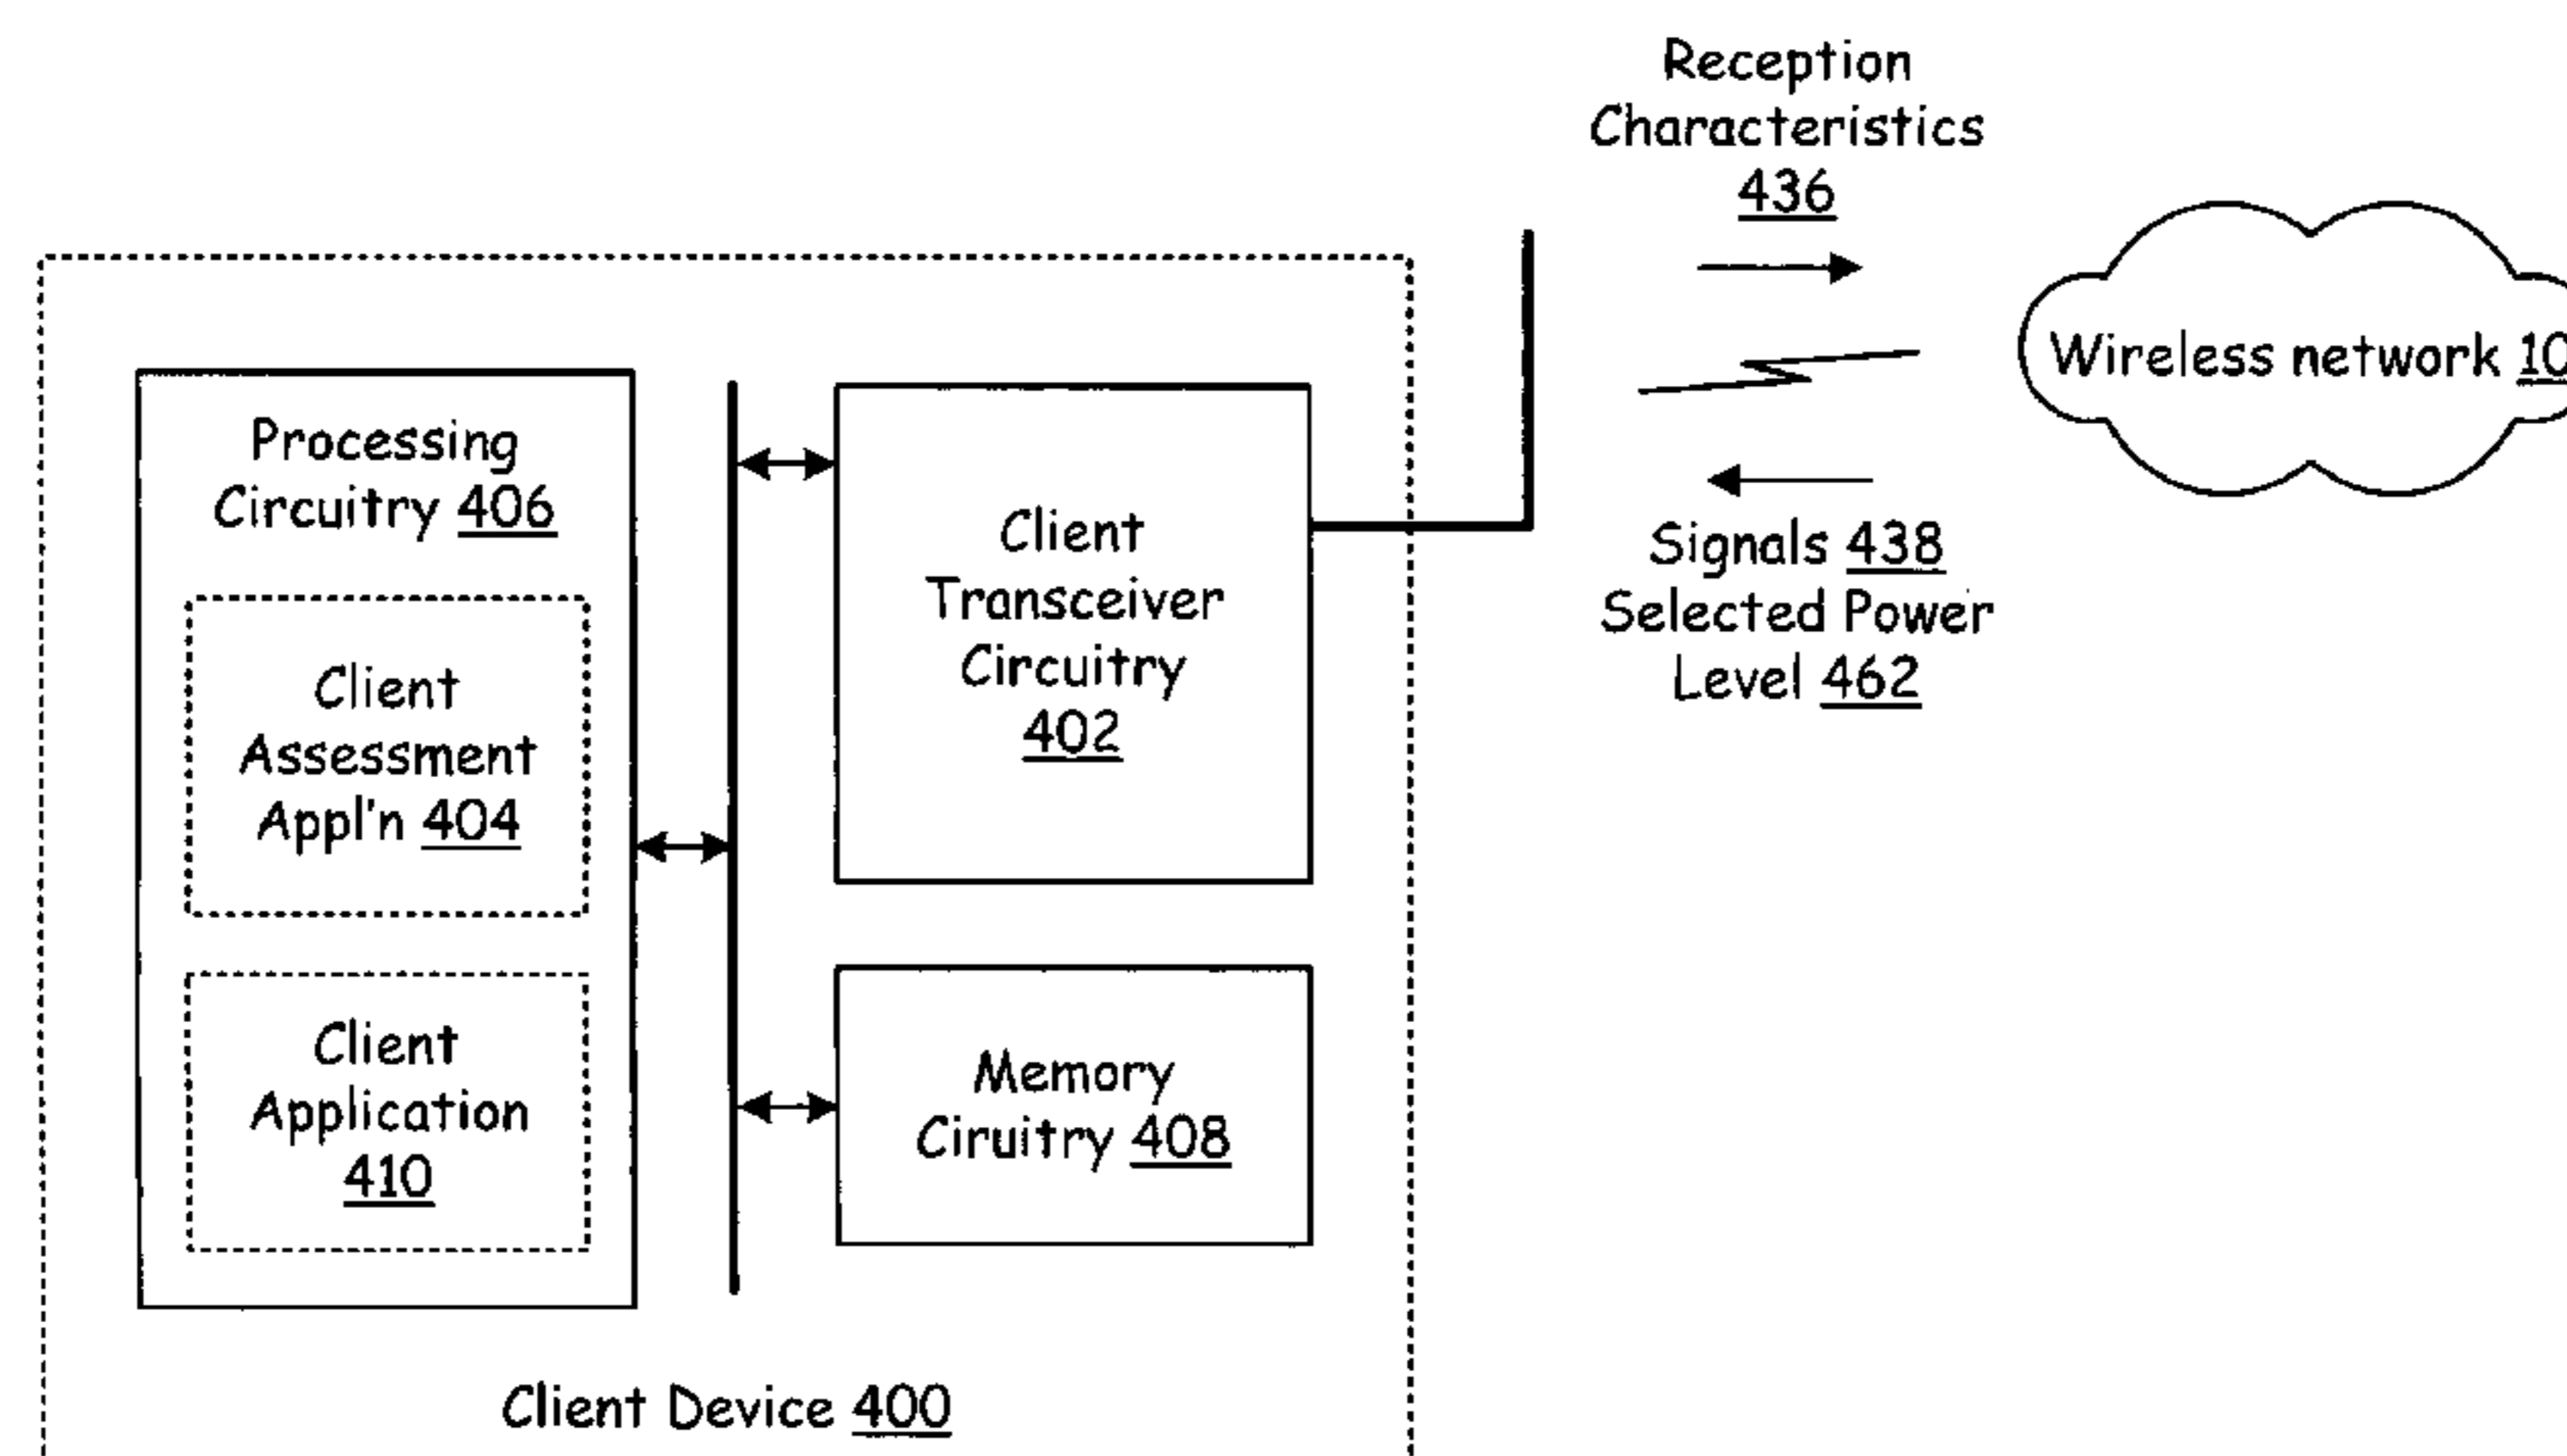 Reception
Characteristics
436
Wireless network 10
Signals 438
Selected Power
Level 462
Processing
Circuitry 406
Client
Assessment
Appl'n 404
Client
Application
410
Client
Transceiver
Circuitry
402
Memory
Ciruitry 408
Client Device 400